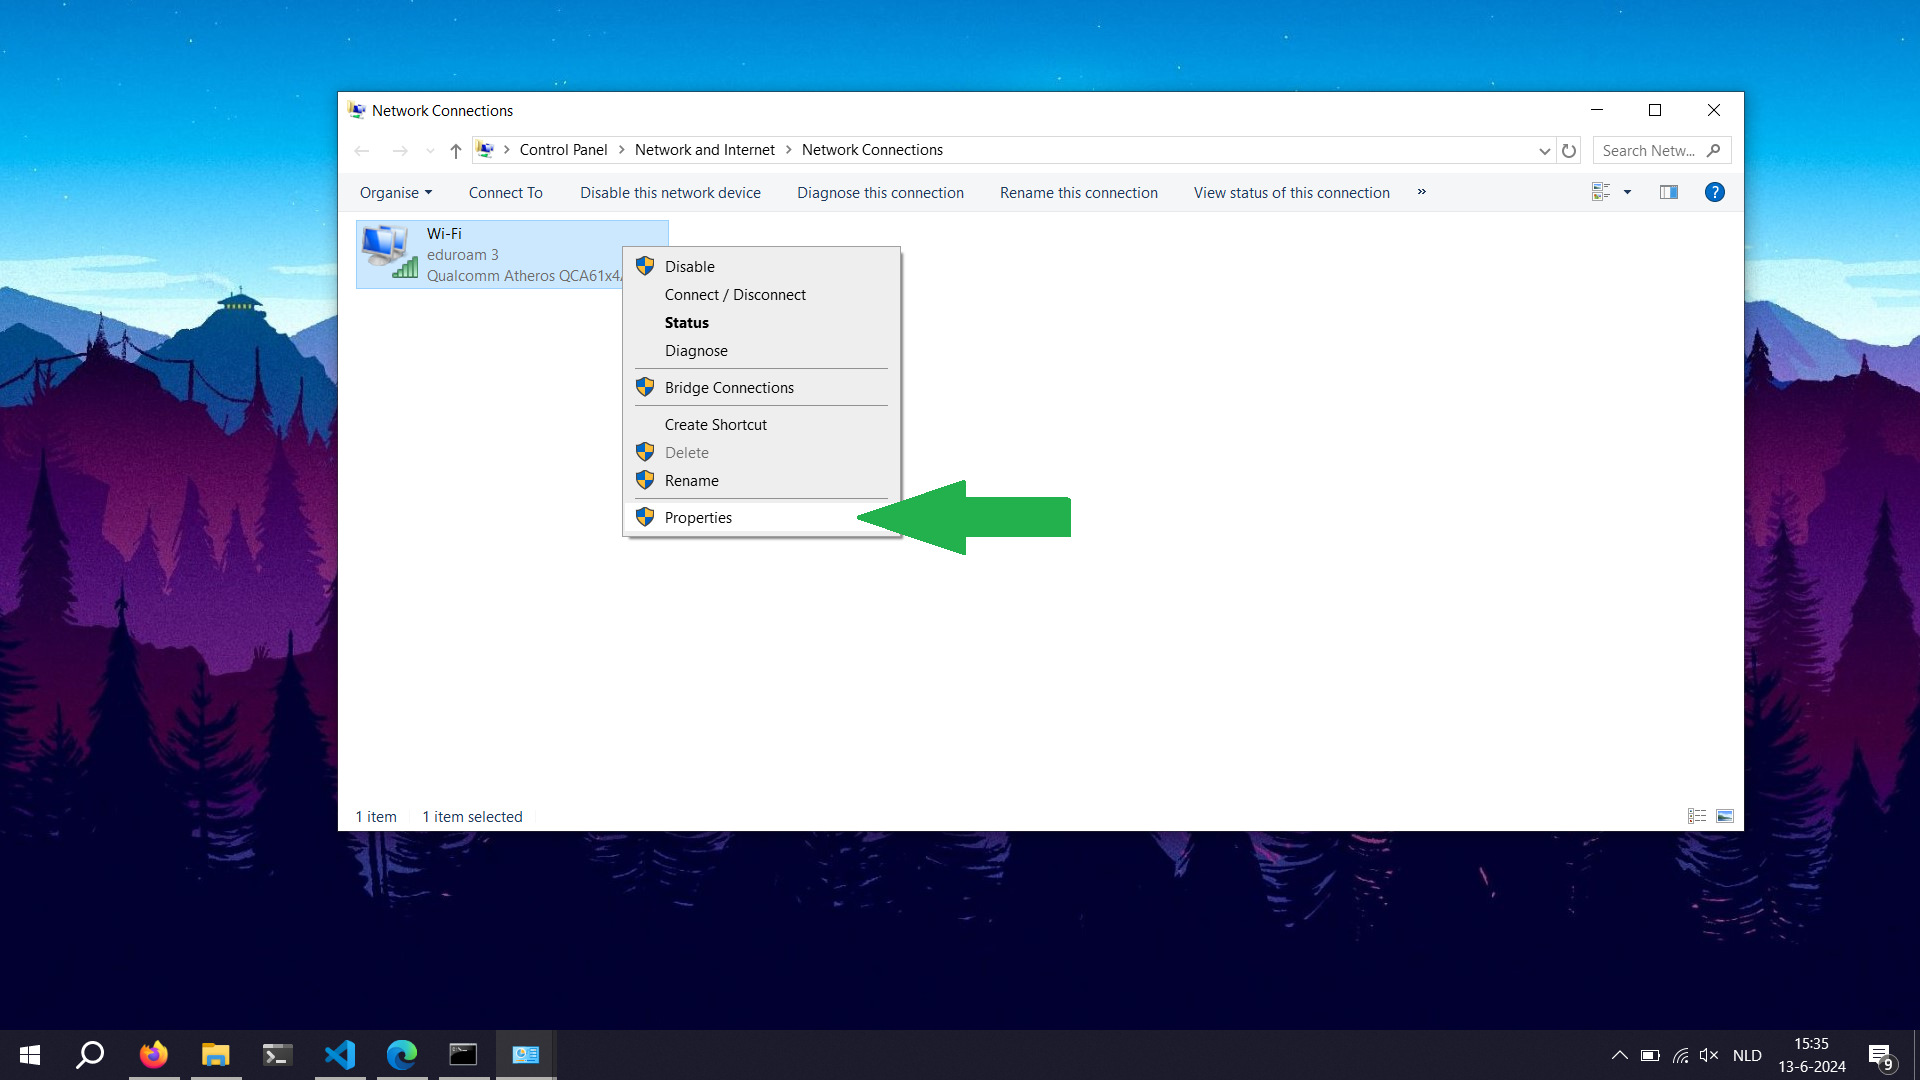 Network Connections
Control Panel > Network and Internet > Network Connections
Search Netw...
Organise Connect To Disable this network device Diagnose this connection Rename this connection View status of this connection »
?
Wi-Fi
eduroam 3
Qualcomm Atheros QCA61x4
Disable
Connect / Disconnect
Status
Diagnose
Bridge Connections
Create Shortcut
Delete
Rename
Properties
1 item 1 item selected
NLD
15:35
13-6-2024
9